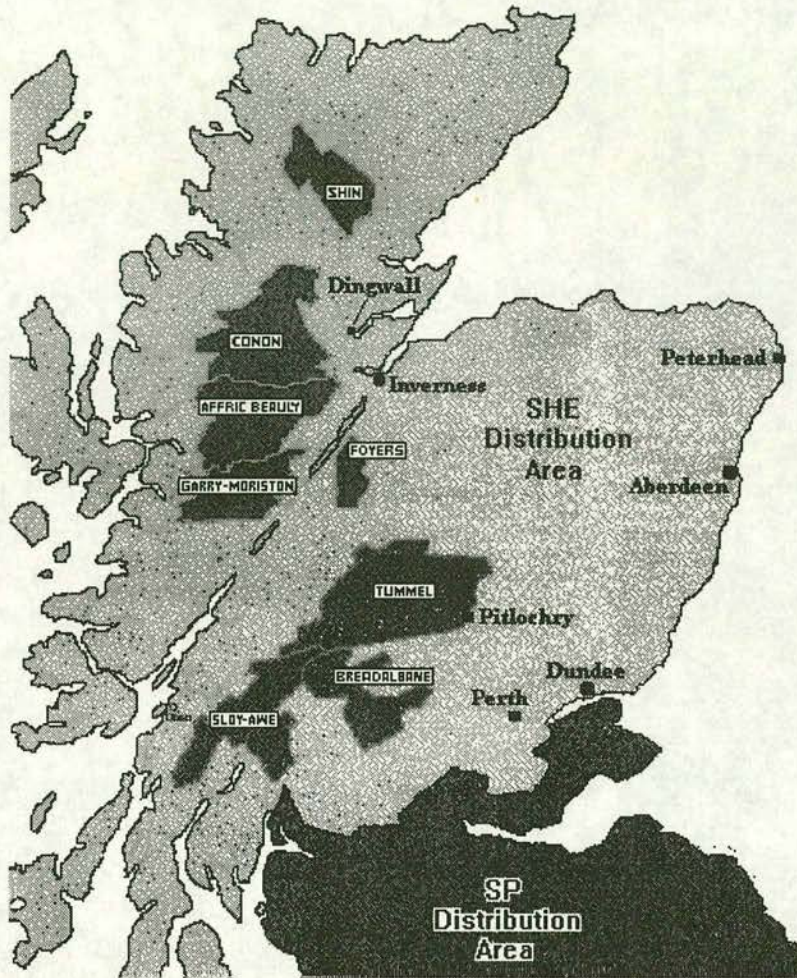 SHIN
Dingwall
CONON
Peterhead
Inverness
AFFRIC BEAULY
SHE
Distribution
Area
FOYERS
Aberdeen
GARRY-MORISTON
TUMMEL
Pitlochry
BREADALBANE
Dundee
Perth
SLOY-AWE
SP
Distribution
Area